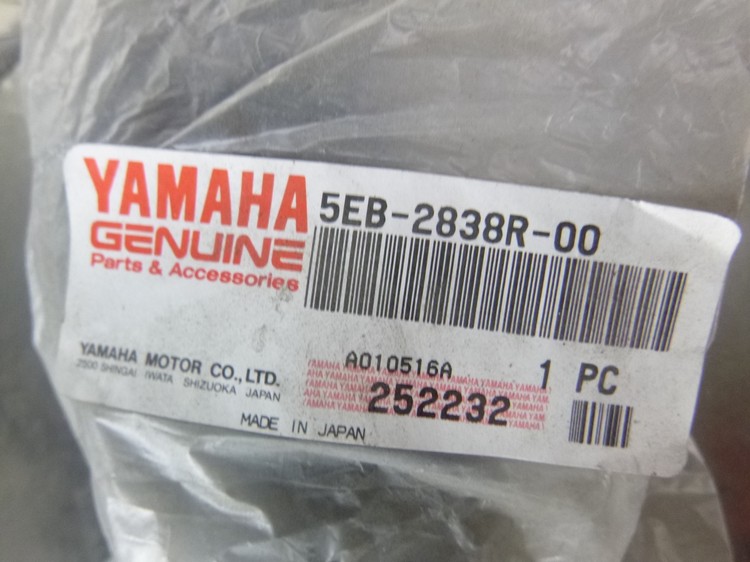 YAMAHA
GENUINE
Parts & Accessories
5EB-2838R-00
YAMAHA MOTOR CO., LTD.
2500 SHINGAI IWATA SHIZUOKA JAPAN
MADE IN JAPAN
A010516A
1 PC
252232